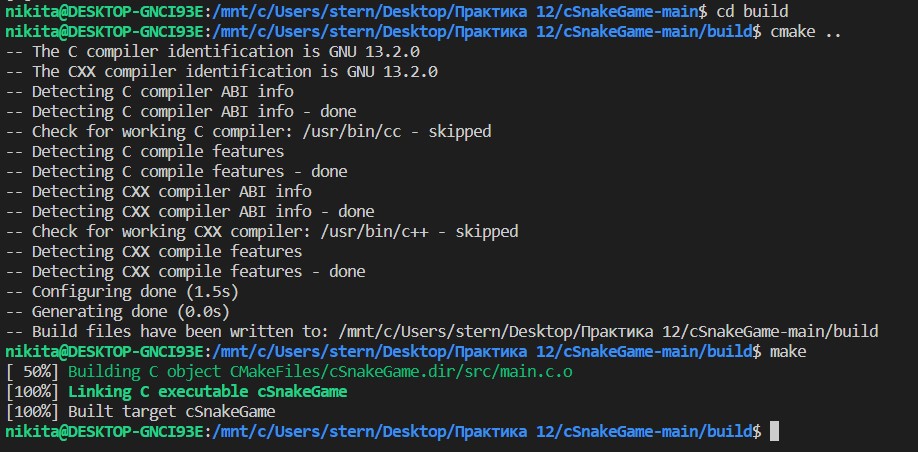 nikita@DESKTOP-GNCI93E:/mnt/c/Users/stern/Desktop/Практика 12/cSnakeGame-main$ cd build
nikita@DESKTOP-GNCI93E:/mnt/c/Users/stern/Desktop/Практика 12/cSnakeGame-main/build$ cmake ..
-- The C compiler identification is GNU 13.2.0
-- The CXX compiler identification is GNU 13.2.0
-- Detecting C compiler ABI info
-- Detecting C compiler ABI info - done
-- Check for working C compiler: /usr/bin/cc - skipped
-- Detecting C compile features
-- Detecting C compile features - done
-- Detecting CXX compiler ABI info
-- Detecting CXX compiler ABI info - done
-- Check for working CXX compiler: /usr/bin/c++ - skipped
-- Detecting CXX compile features
-- Detecting CXX compile features - done
-- Configuring done (1.5s)
-- Generating done (0.0s)
-- Build files have been written to: /mnt/c/Users/stern/Desktop/Практика 12/cSnakeGame-main/build
nikita@DESKTOP-GNCI93E:/mnt/c/Users/stern/Desktop/Практика 12/cSnakeGame-main/build$ make
[ 50%] Building C object CMakeFiles/cSnakeGame.dir/src/main.c.o
[100%] Linking C executable cSnakeGame
[100%] Built target cSnakeGame
nikita@DESKTOP-GNCI93E:/mnt/c/Users/stern/Desktop/Практика 12/cSnakeGame-main/build$